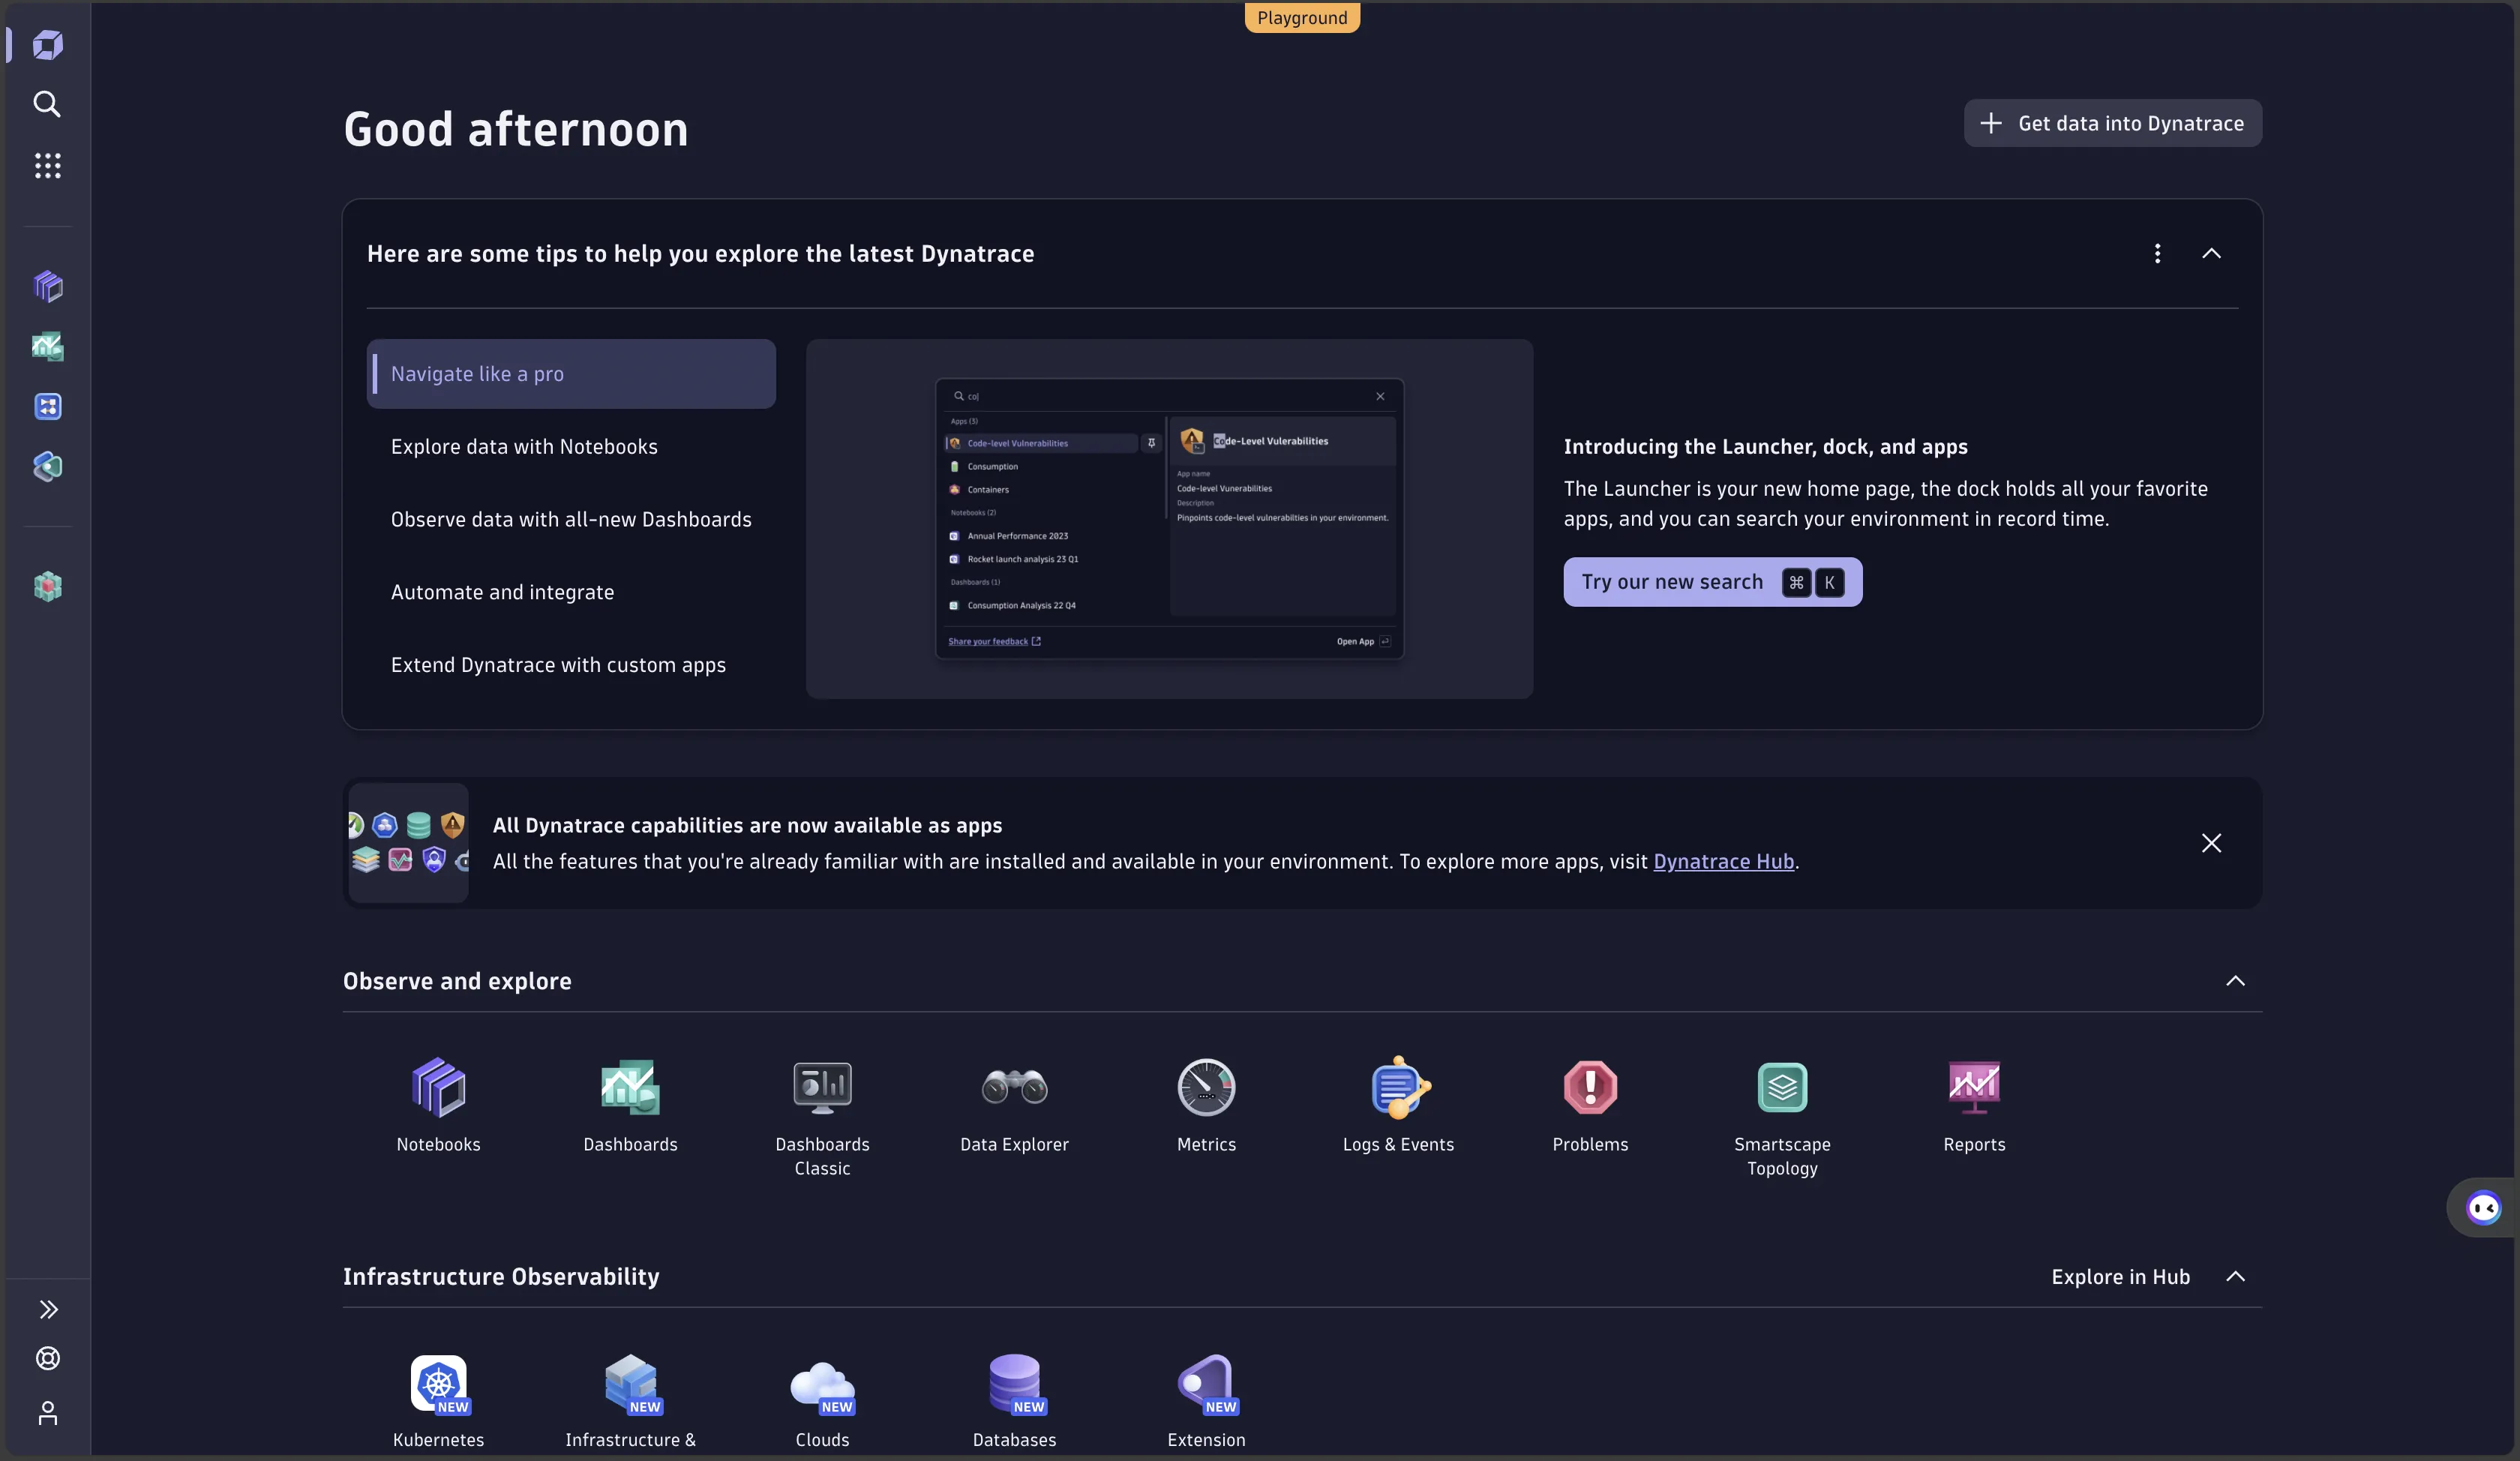 Playground
Good afternoon
Get data into Dynatrace
Here are some tips to help you explore the latest Dynatrace
Navigate like a pro
Explore data with Notebooks
Observe data with all-new Dashboards
Automate and integrate
Extend Dynatrace with custom apps
co
Apps (3)
Code-level Vulnerabilities
Consumption
Containers
Notebooks (2)
Annual Performance 2023
Rocket launch analysis 23 Q1
Dashboards (1)
Consumption Analysis 22 Q4
Share your feedback
Code-Level Vulerabilities
App name
Code-level Vunerabilities
Description
Pinpoints code-level vulnerabilties in your environment.
Open App
Introducing the Launcher, dock, and apps
The Launcher is your new home page, the dock holds all your favorite
apps, and you can search your environment in record time.
Try our new search ⌘ K
All Dynatrace capabilities are now available as apps
All the features that you're already familiar with are installed and available in your environment. To explore more apps, visit Dynatrace Hub.
Observe and explore
Notebooks
Dashboards
Dashboards
Classic
Data Explorer
Metrics
Logs & Events
Problems
Smartscape
Topology
Reports
Infrastructure Observability
Explore in Hub
NEW
NEW
NEW
NEW
NEW
Kubernetes
Infrastructure &
Clouds
Databases
Extension